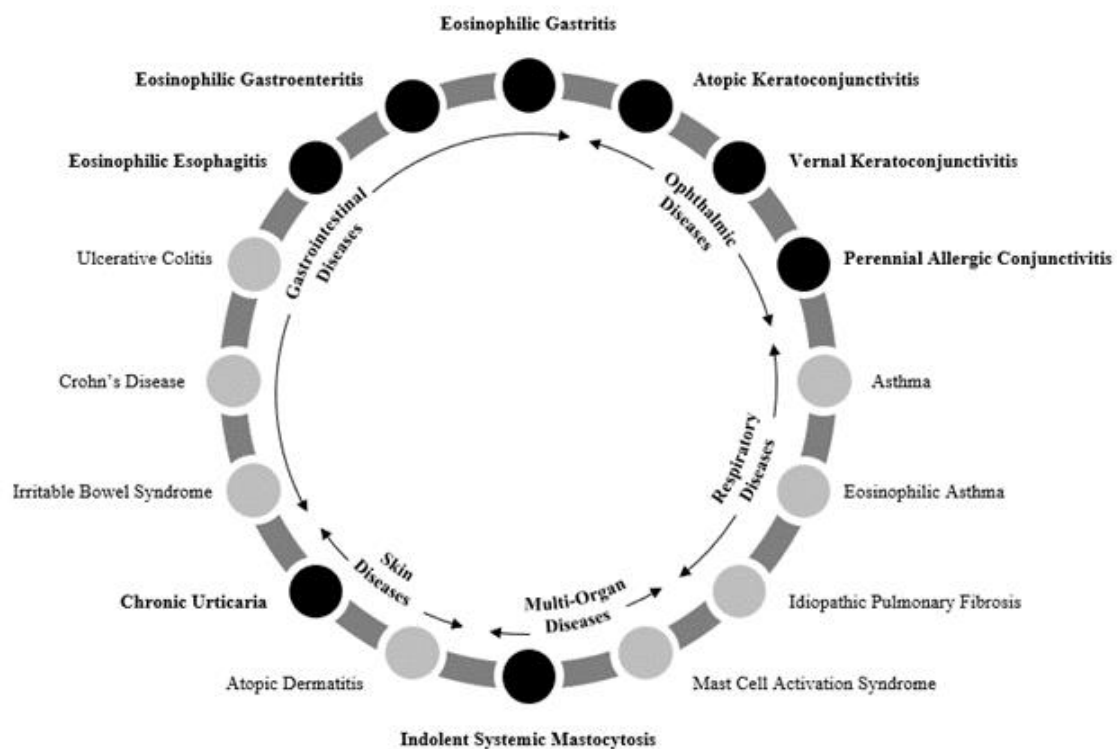 Eosinophilic Gastritis
Eosinophilic Gastroenteritis
Atopic Keratoconjunctivitis
Eosinophilic Esophagitis
Vernal Keratoconjunctivitis
Ulcerative Colitis
Perennial Allergic Conjunctivitis
Crohn's Disease
Asthma
Irritable Bowel Syndrome
Eosinophilic Asthma
Chronic Urticaria
Idiopathic Pulmonary Fibrosis
Atopic Dermatitis
Mast Cell Activation Syndrome
Indolent Systemic Mastocytosis
Gastrointestinal
Diseases
Ophthalmic
Diseases
Respiratory
Diseases
Skin
Diseases
Multi-Organ
Diseases